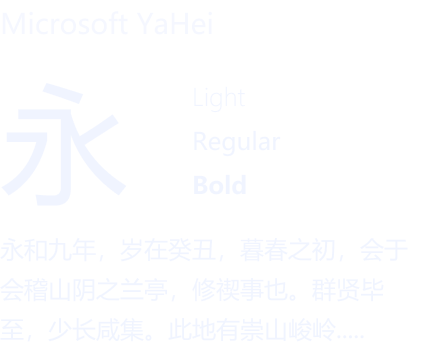 Microsoft YaHei
永
Light
Regular
Bold
永和九年，岁在癸丑，暮春之初，会于
会稽山阴之兰亭，修禊事也。群贤毕
至，少长咸集。此地有崇山峻岭.....